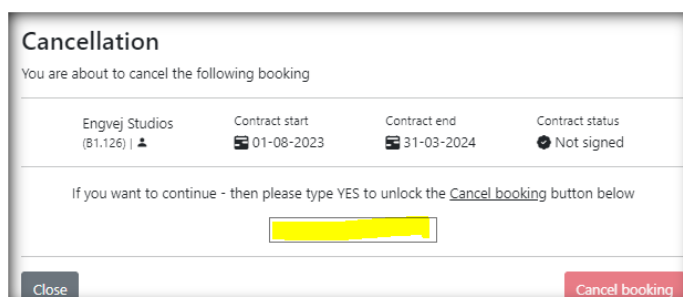 Cancellation
You are about to cancel the following booking
Engvej Studios Contract start Contract end Contract status
(B1.126) | 01-08-2023 31-03-2024 Not signed
If you want to continue - then please type YES to unlock the Cancel booking button below
Close Cancel booking